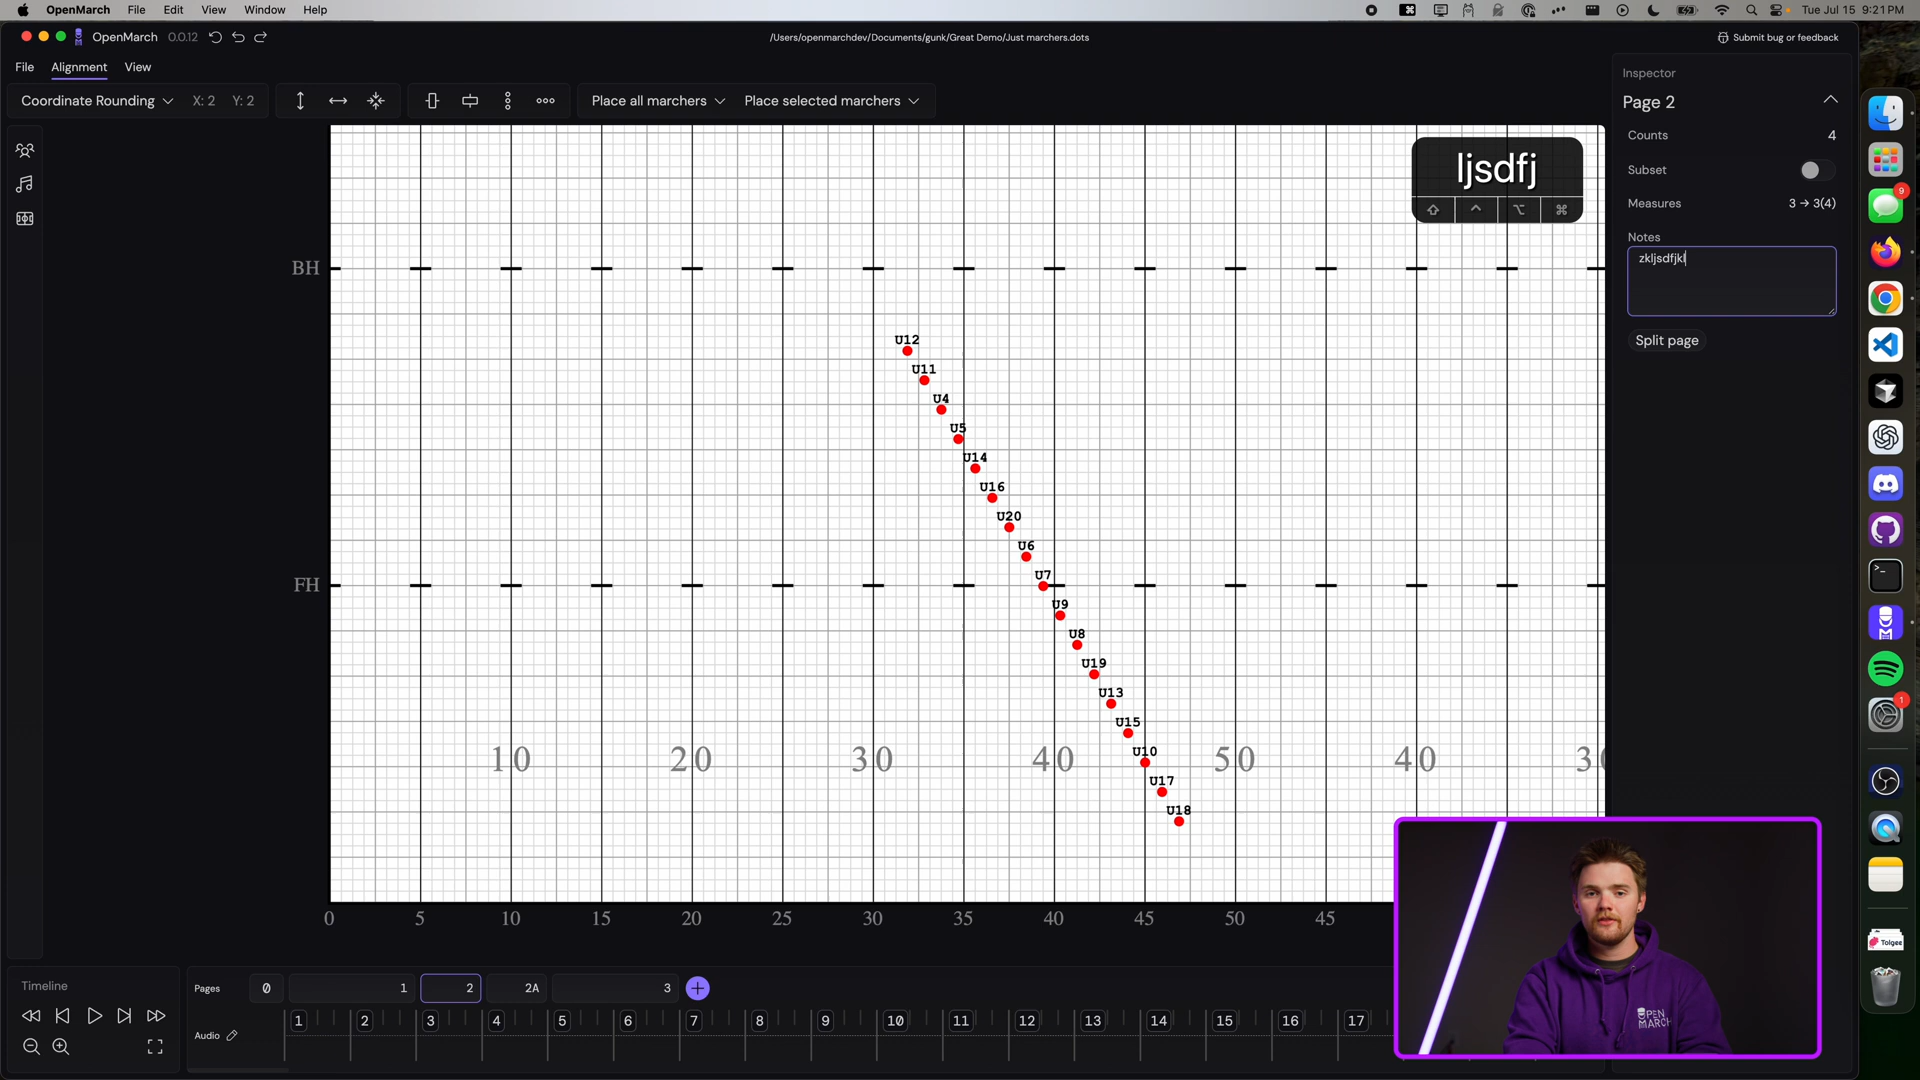 OpenMarch File Edit View Window Help
Tue Jul 15 9:21 PM
OpenMarch 0.0.12
/Users/openmarchdev/Documents/gunk/Great Demo/Just marchers.dots
Submit bug or feedback
File Alignment View
Coordinate Rounding X: 2 Y: 2
Place all marchers Place selected marchers
Inspector
Page 2
Counts 4
Subset
Measures 3 → 3(4)
Notes
zkljsdfjkl
Split page
ljsdfj
BH
FH
U12
U11
U4
U5
U14
U16
U20
U6
U7
U9
U8
U19
U13
U15
U10
U17
U18
10 20 30 40 50 40 30
0 5 10 15 20 25 30 35 40 45 50 45
9
1
Tolgee
OPEN
MARCH
Timeline
Pages 0 1 2 2A 3
Audio
1 2 3 4 5 6 7 8 9 10 11 12 13 14 15 16 17